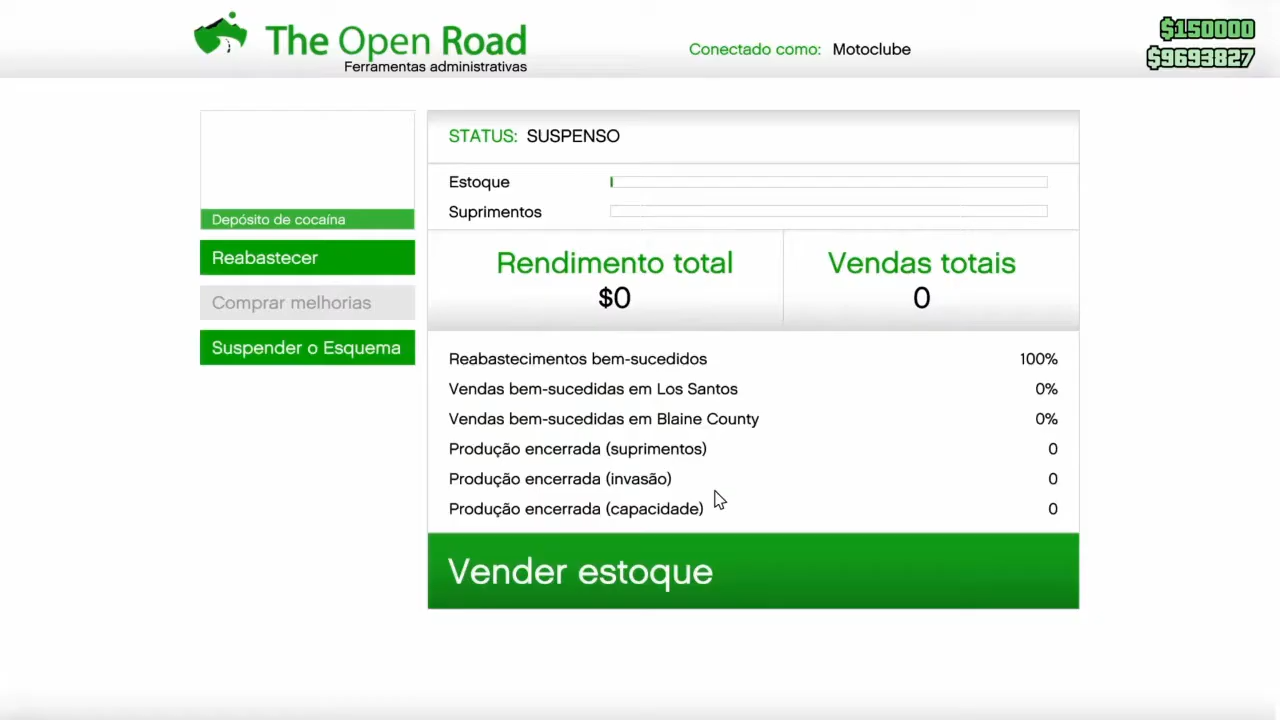 The Open Road
Ferramentas administrativas
Conectado como: Motoclube
$150000
$9693827
Depósito de cocaína
Reabastecer
Comprar melhorias
Suspender o Esquema
STATUS: SUSPENSO
Estoque
Suprimentos
Rendimento total
$0
Vendas totais
0
Reabastecimentos bem-sucedidos 100%
Vendas bem-sucedidas em Los Santos 0%
Vendas bem-sucedidas em Blaine County 0%
Produção encerrada (suprimentos) 0
Produção encerrada (invasão) 0
Produção encerrada (capacidade) 0
Vender estoque